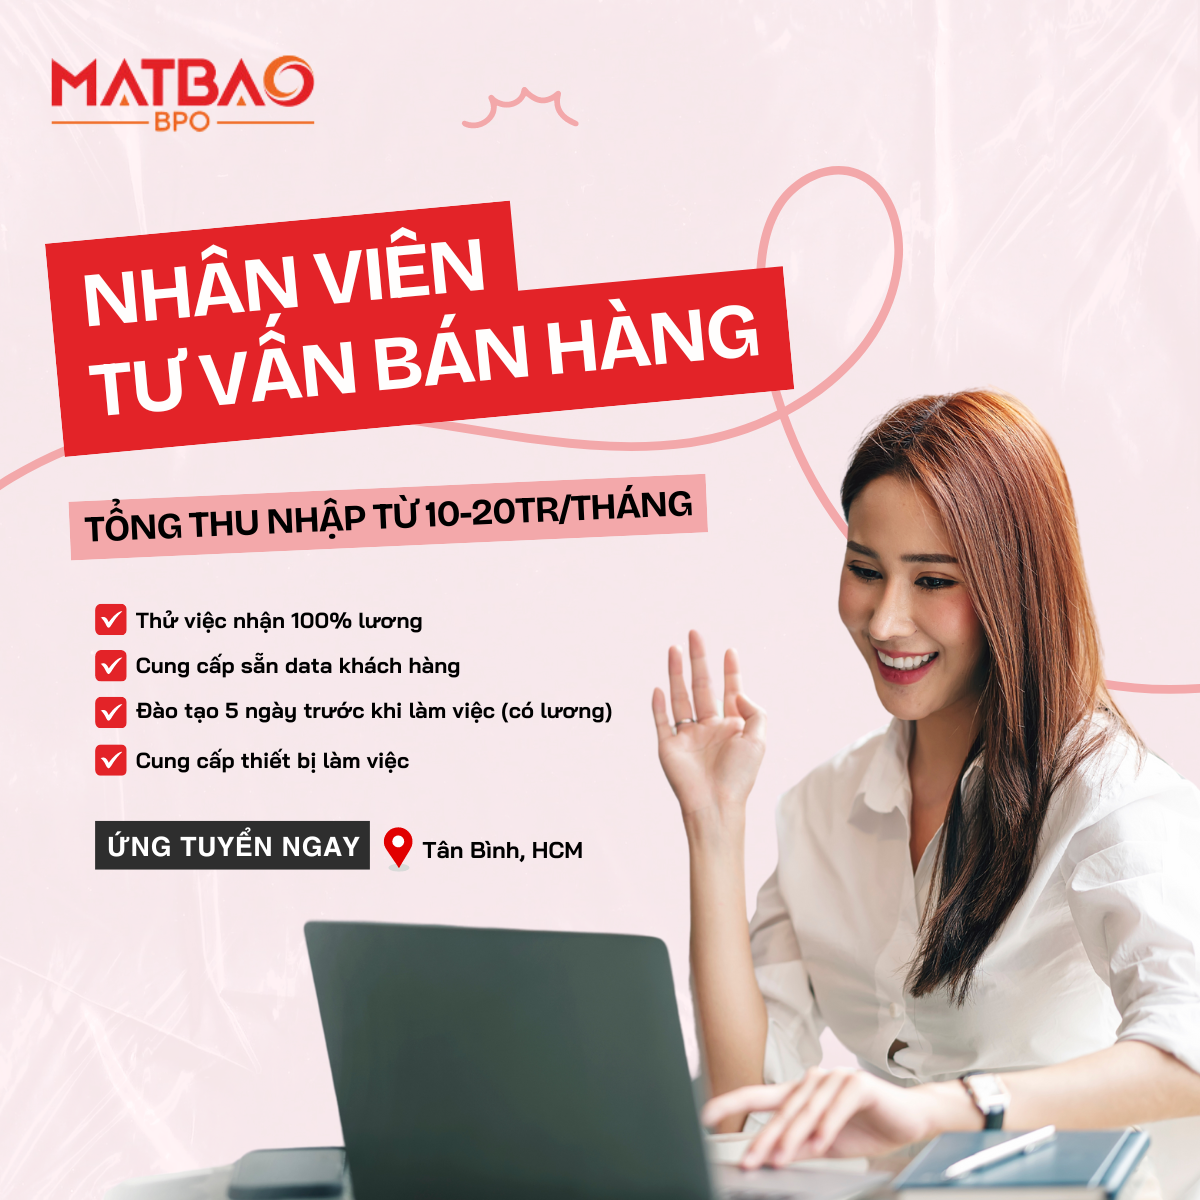 MATBAO
BPO
NHÂN VIÊN
TƯ VẤN BÁN HÀNG
TỔNG THU NHẬP TỪ 10-20TR/THÁNG
Thử việc nhận 100% lương
Cung cấp sẵn data khách hàng
Đào tạo 5 ngày trước khi làm việc (có lương)
Cung cấp thiết bị làm việc
ỨNG TUYỂN NGAY
Tân Bình, HCM